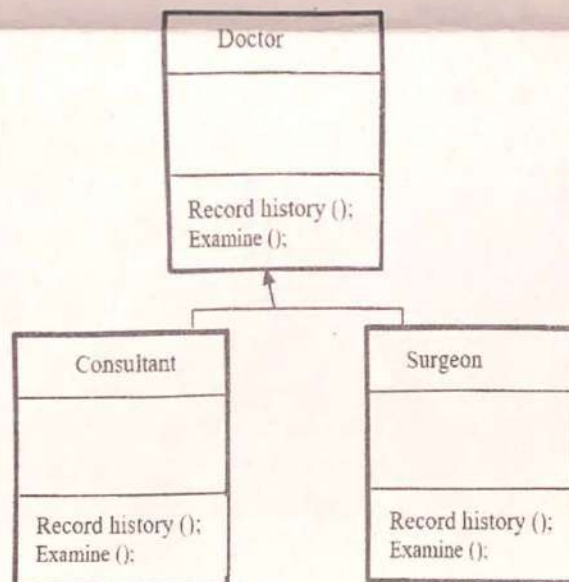 Doctor
Record history ();
Examine ();
Consultant
Record history ();
Examine ();
Surgeon
Record history ();
Examine ();